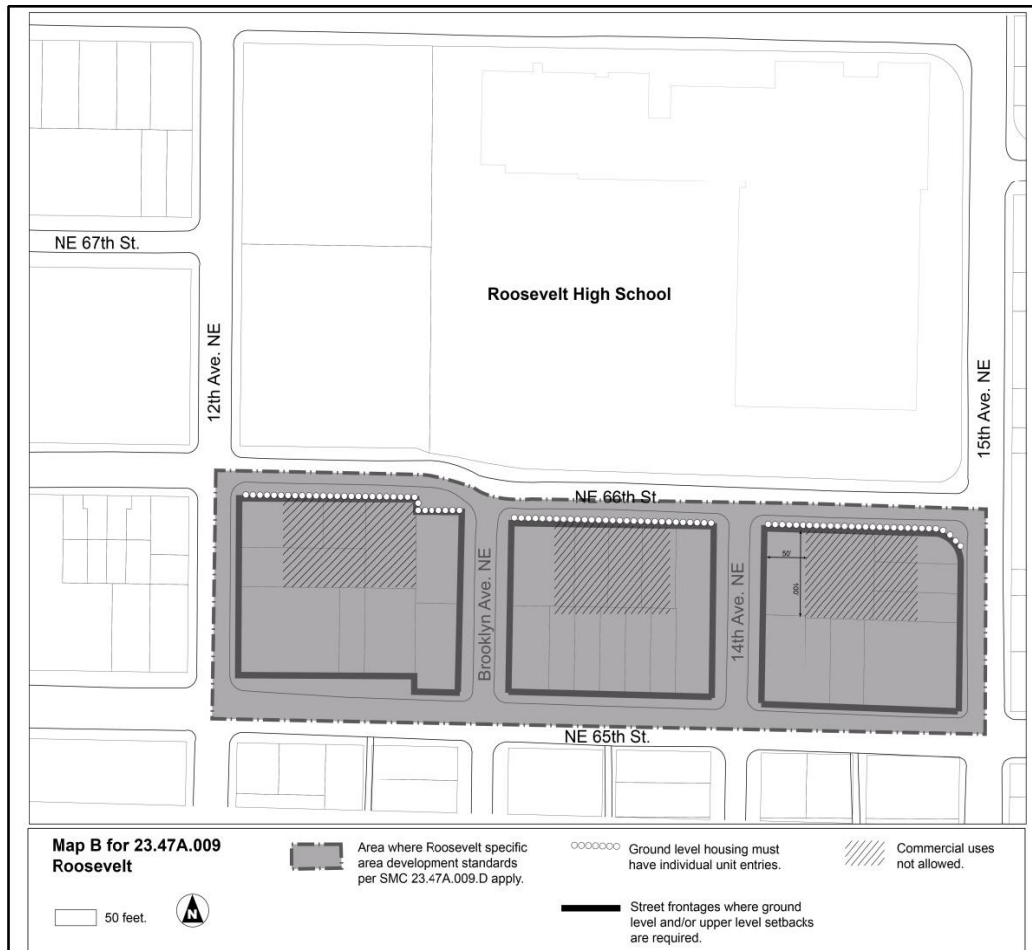 NE 67th St.
Roosevelt High School
12th Ave. NE
15th Ave. NE
NE 66th St.
50'
100'
Brooklyn Ave. NE
14th Ave. NE
NE 65th St.
Map B for 23.47A.009
Roosevelt
50 feet.
N
Area where Roosevelt specific
area development standards
per SMC 23.47A.009.D apply.
Ground level housing must
have individual unit entries.
Commercial uses
not allowed.
Street frontages where ground
level and/or upper level setbacks
are required.